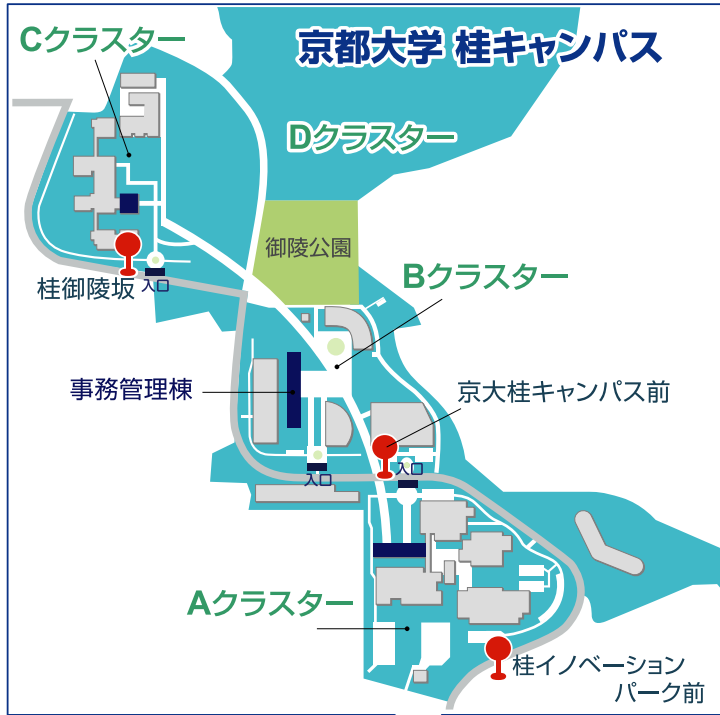 京都大学 桂キャンパス
Cクラスター
Dクラスター
御陵公園
Bクラスター
桂御陵坂
入口
事務管理棟
京大桂キャンパス前
入口
入口
Aクラスター
桂イノベーション
パーク前